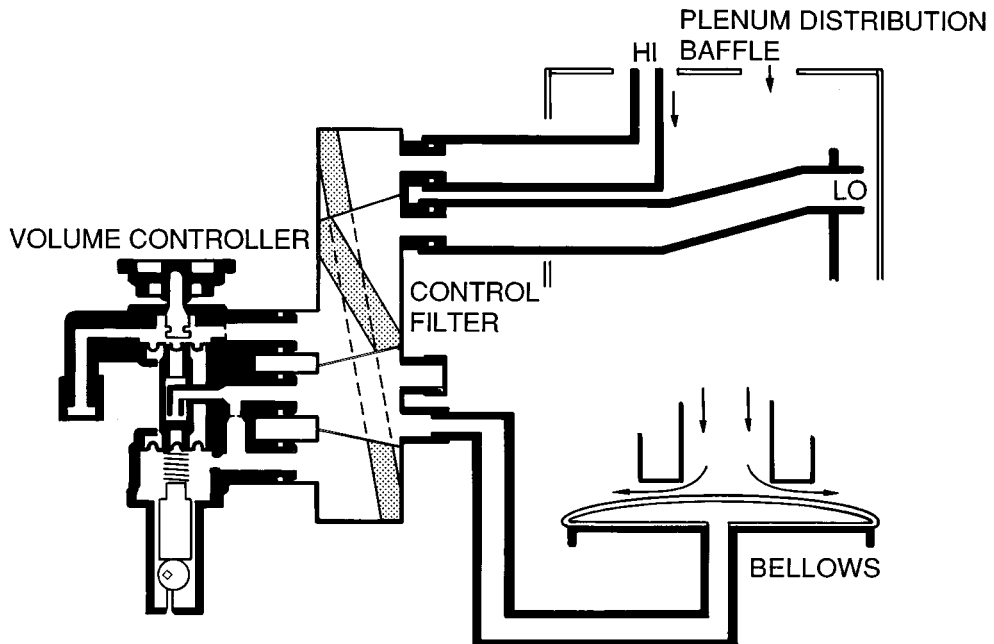 PLENUM DISTRIBUTION
BAFFLE
HI
LO
VOLUME CONTROLLER
CONTROL
FILTER
BELLOWS